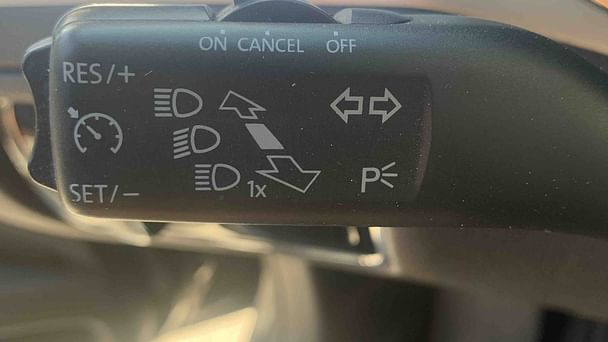 ON CANCEL OFF
RES/+
1x
P
SET/−